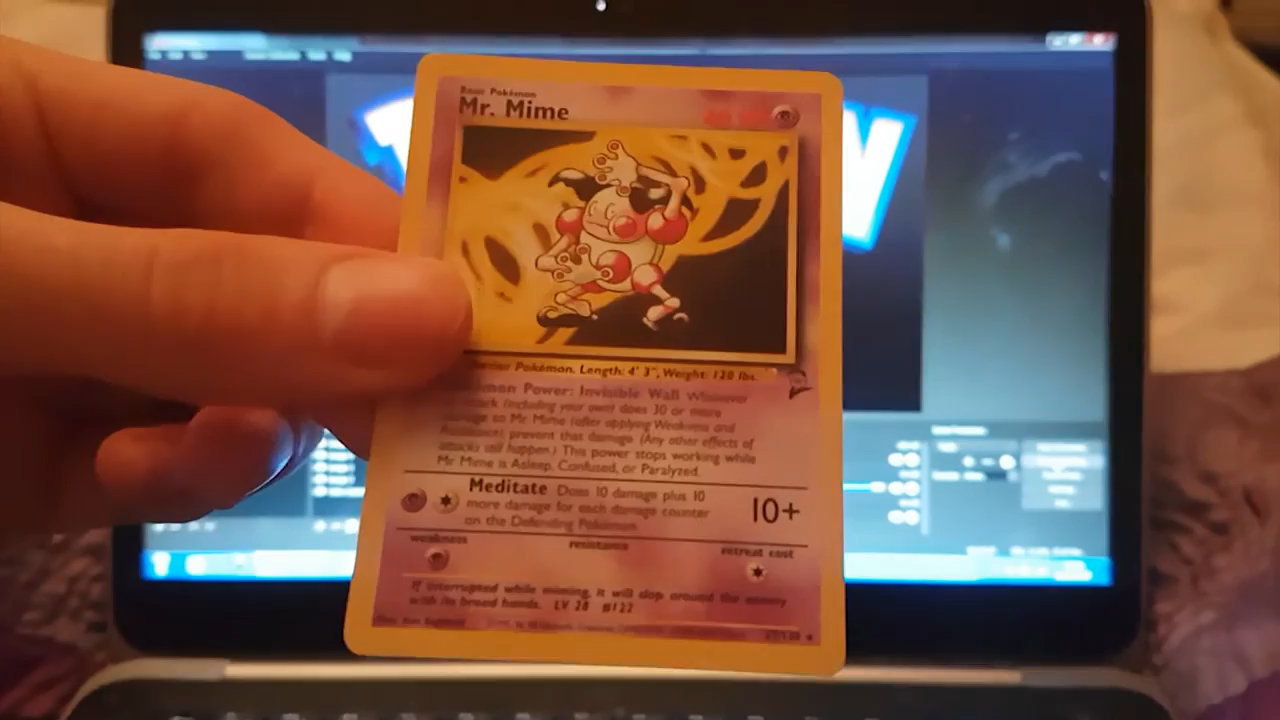 Basic Pokémon
Mr. Mime
Pokémon. Length: 4' 3", Weight: 120 lbs.
Power: Invisible Wall Whenever
(including your own) does 30 or more
to Mr. Mime (after applying Weakness and
Resistance), prevent that damage. (Any other effects of
attacks still happen.) This power stops working while
Mr. Mime is Asleep, Confused, or Paralyzed.
Meditate Does 10 damage plus 10
more damage for each damage counter
on the Defending Pokémon.
10+
weakness
resistance
retreat cost
If interrupted while miming, it will slap around the enemy
with its broad hands. LV. 28 #122